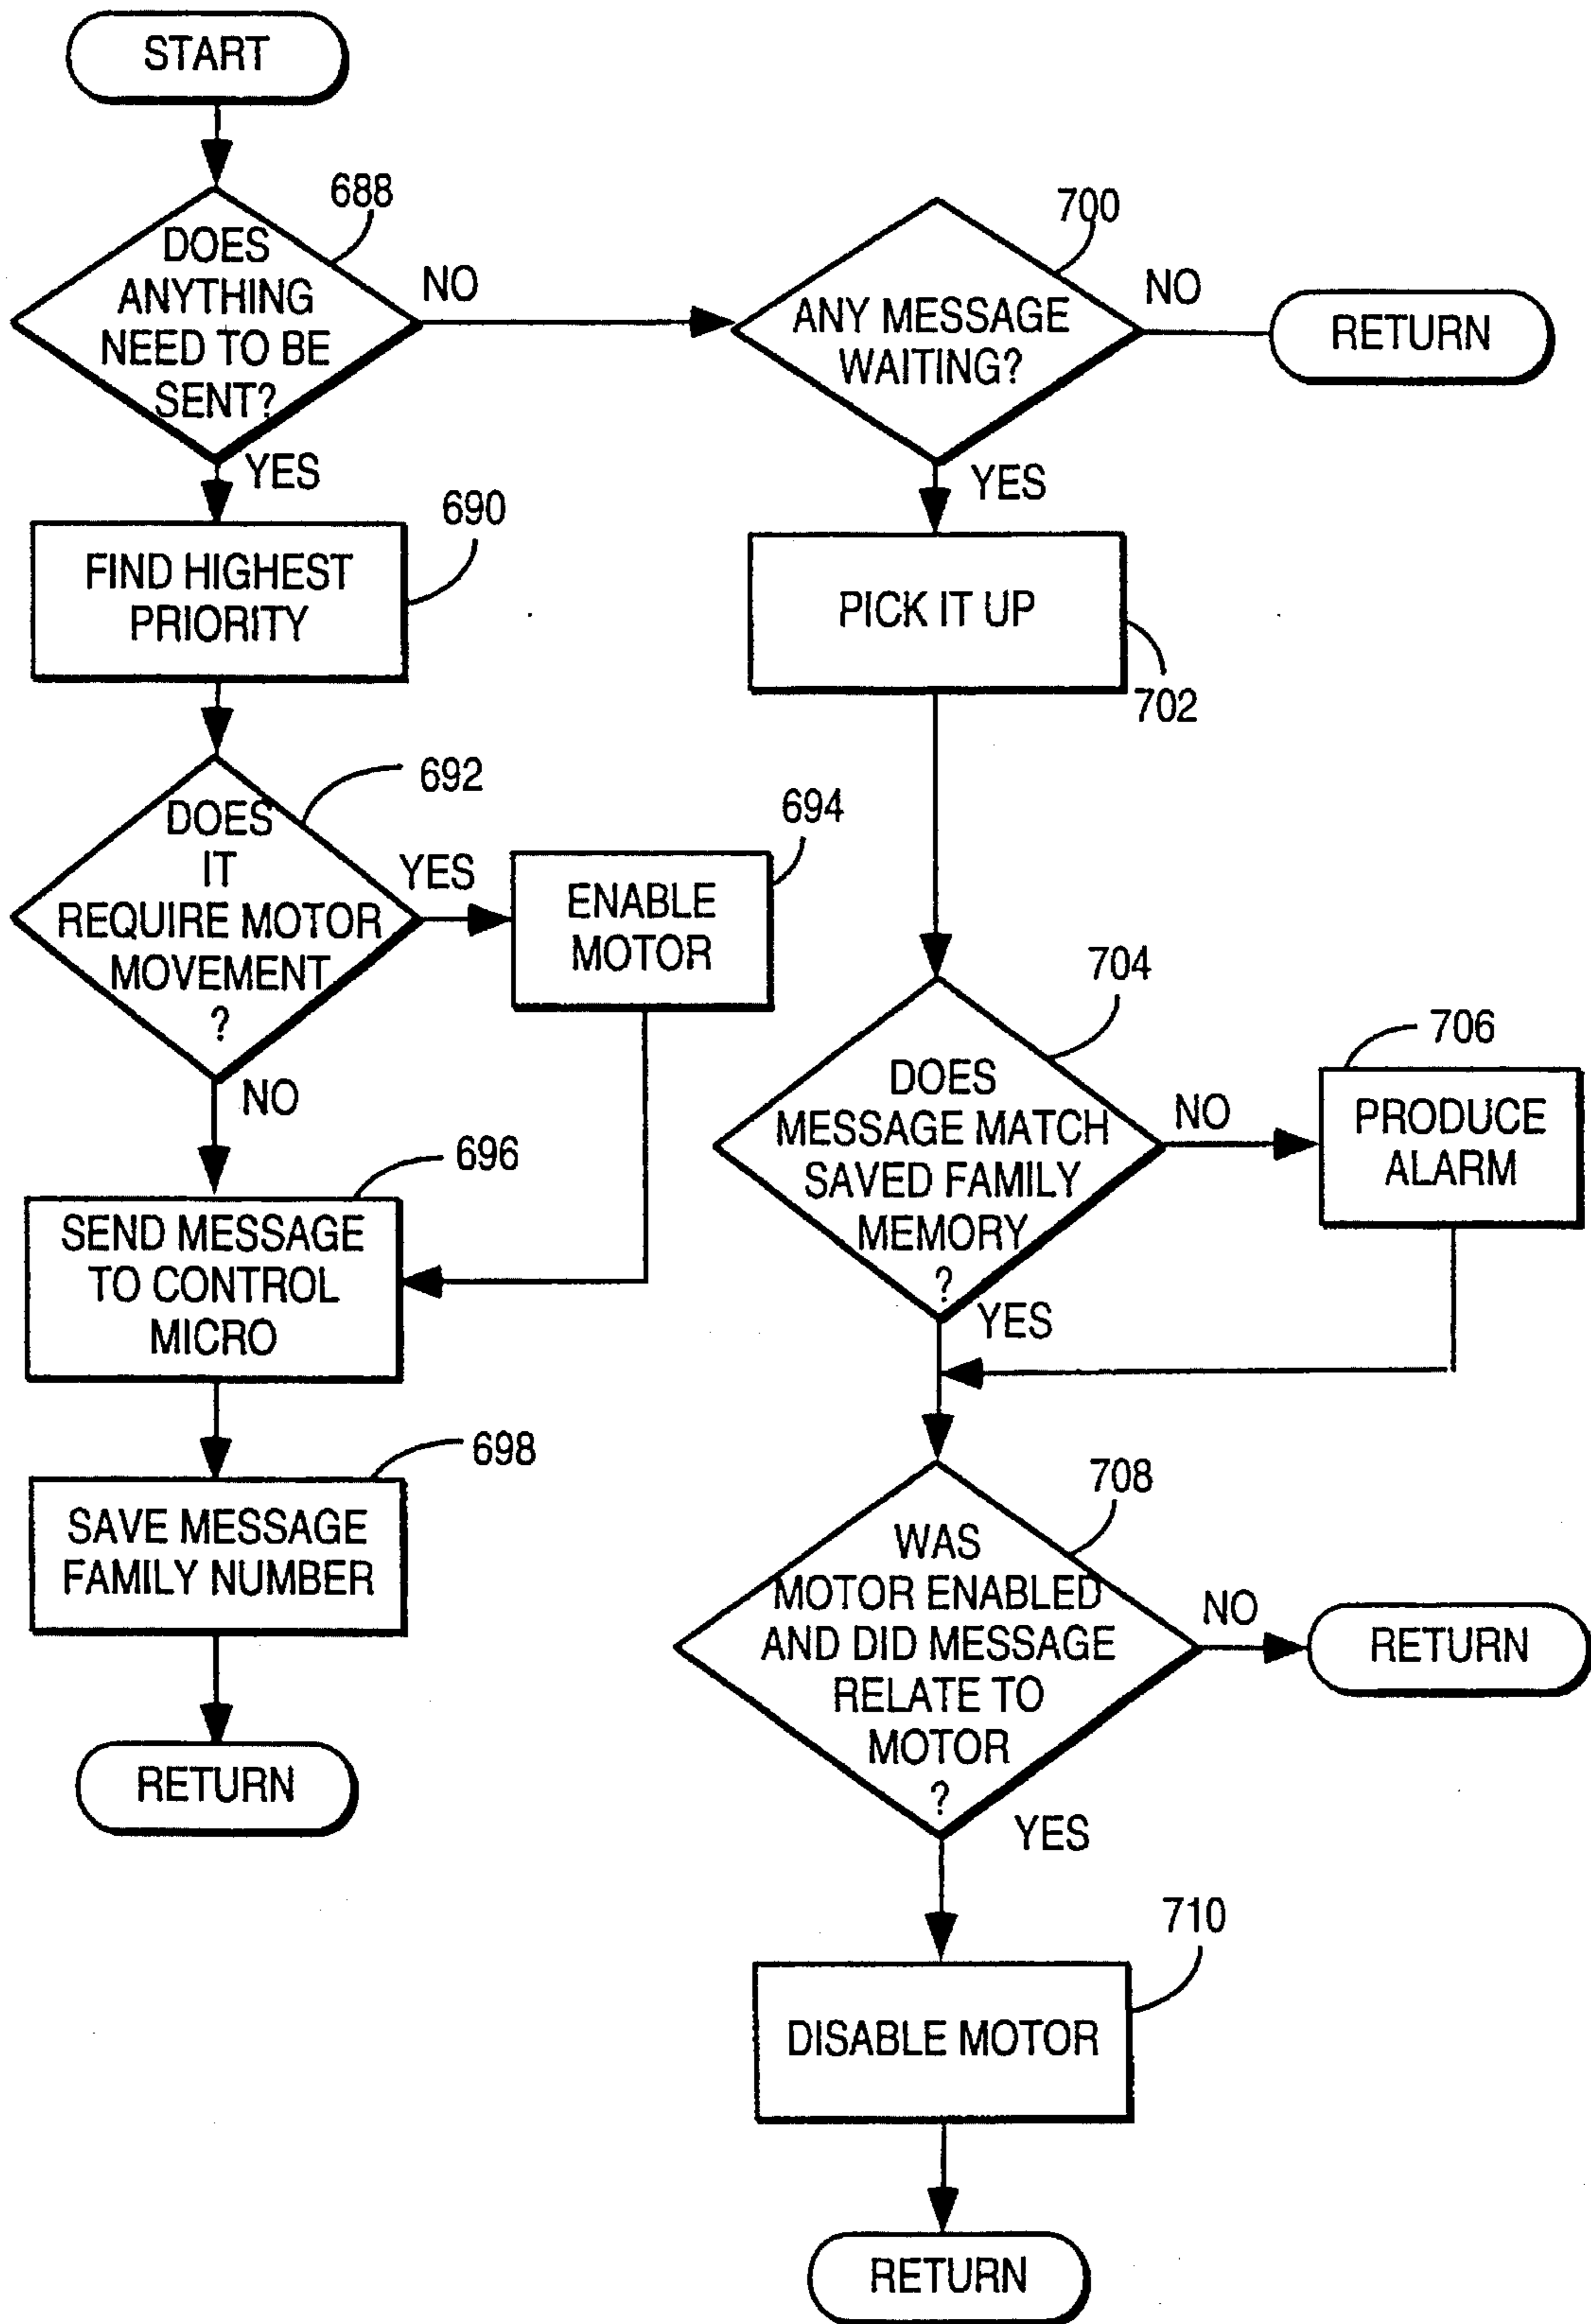 START
688
DOES
ANYTHING
NEED TO BE
SENT?
NO
YES
690
FIND HIGHEST
PRIORITY
692
DOES
IT
REQUIRE MOTOR
MOVEMENT
?
YES
NO
694
ENABLE
MOTOR
696
SEND MESSAGE
TO CONTROL
MICRO
698
SAVE MESSAGE
FAMILY NUMBER
RETURN
700
ANY MESSAGE
WAITING?
NO
RETURN
YES
PICK IT UP
702
704
DOES
MESSAGE MATCH
SAVED FAMILY
MEMORY
?
NO
YES
706
PRODUCE
ALARM
708
WAS
MOTOR ENABLED
AND DID MESSAGE
RELATE TO
MOTOR
?
NO
RETURN
YES
710
DISABLE MOTOR
RETURN